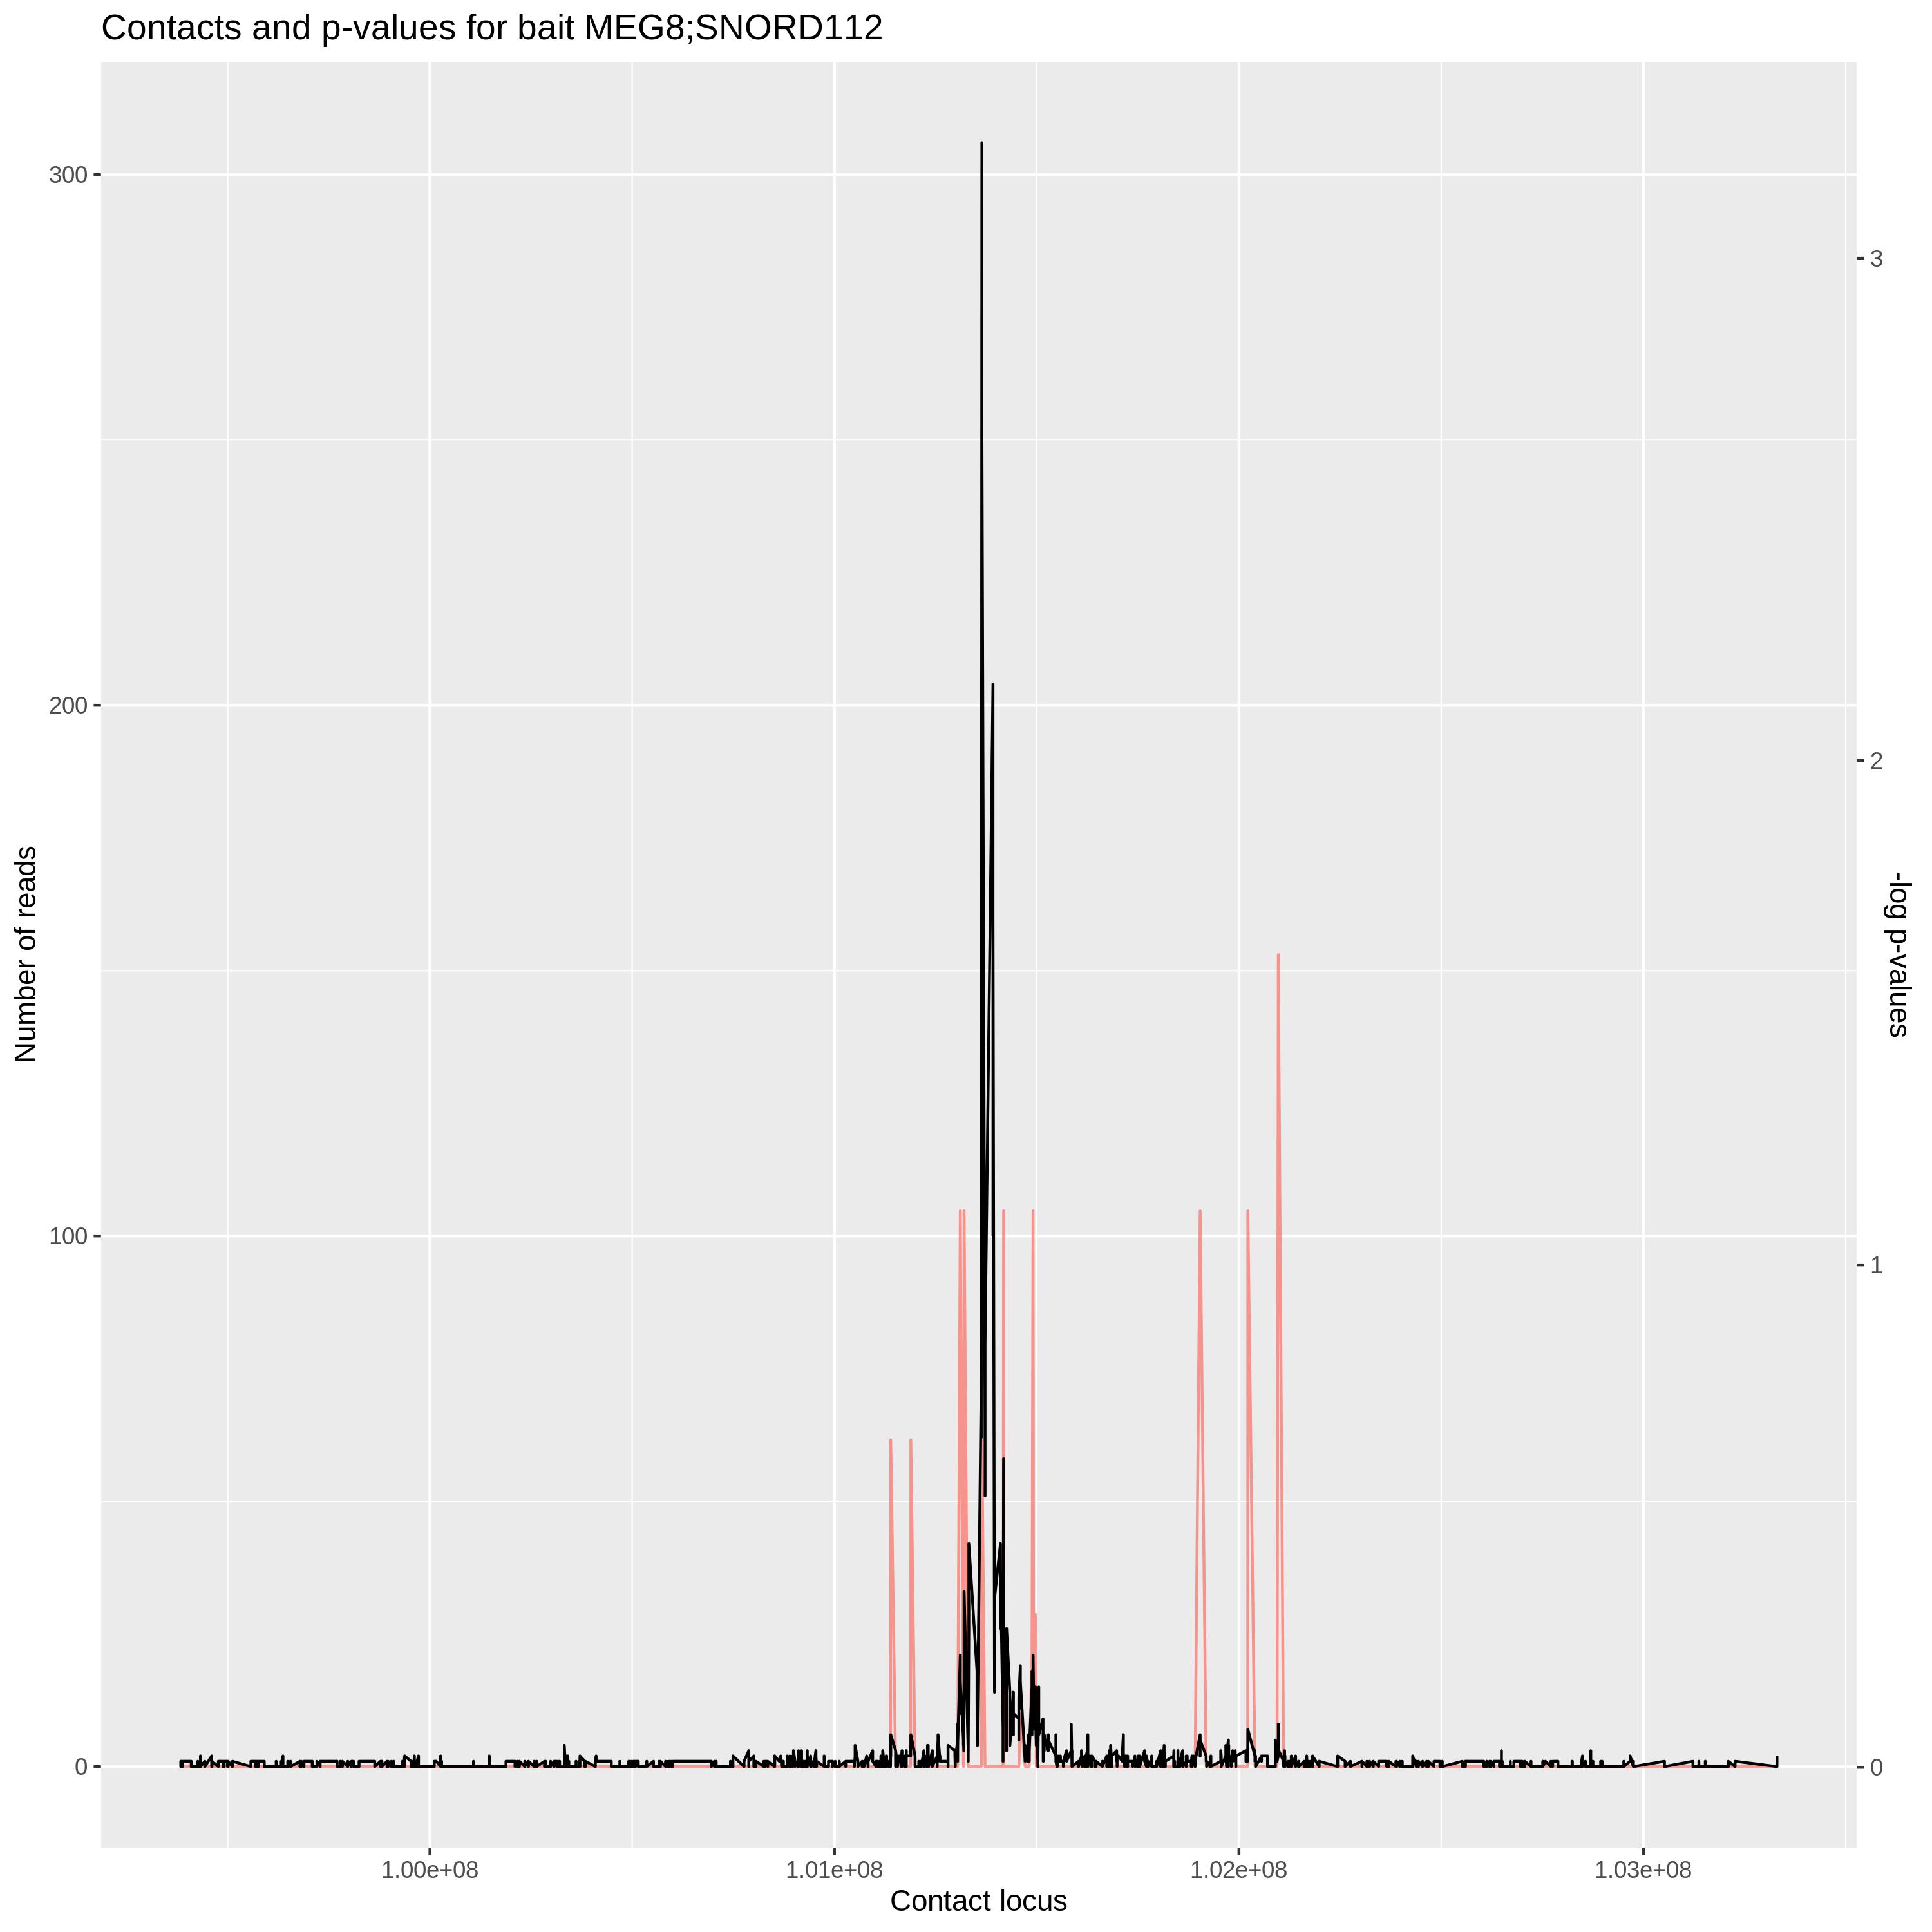 Contacts and p-values for bait MEG8;SNORD112
300
200
100
0
Number of reads
3
2
1
0
-log p-values
1.00e+08
1.01e+08
1.02e+08
1.03e+08
Contact locus